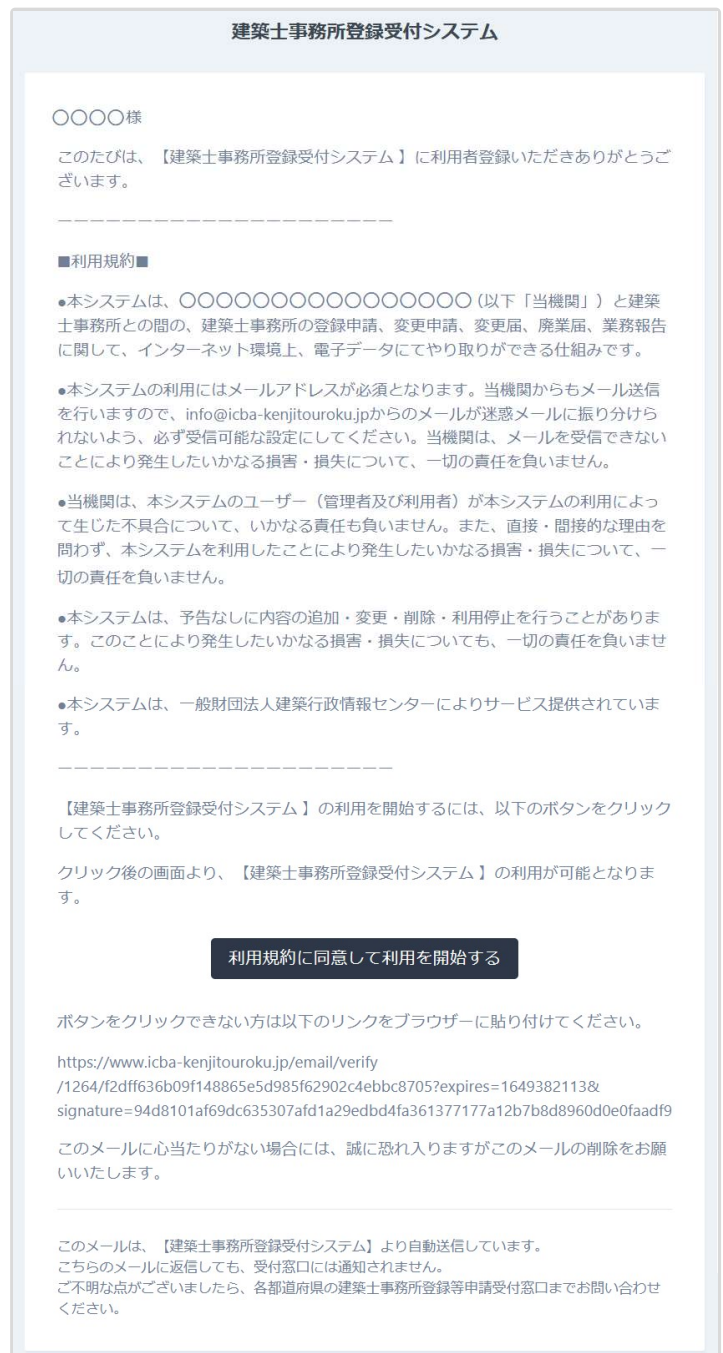 建築士事務所登録受付システム
〇〇〇〇様
このたびは、【建築士事務所登録受付システム 】に利用者登録いただきありがとうご
ざいます。
ーーーーーーーーーーーーーーーーーーーーー
■利用規約■
●本システムは、〇〇〇〇〇〇〇〇〇〇〇〇〇〇〇〇(以下「当機関」）と建築
士事務所との間の、建築士事務所の登録申請、変更申請、変更届、廃業届、業務報告
に関して、インターネット環境上、電子データにてやり取りができる仕組みです。
●本システムの利用にはメールアドレスが必須となります。当機関からもメール送信
を行いますので、info@icba-kenjitouroku.jpからのメールが迷惑メールに振り分けら
れないよう、必ず受信可能な設定にしてください。当機関は、メールを受信できない
ことにより発生したいかなる損害・損失について、一切の責任を負いません。
●当機関は、本システムのユーザー（管理者及び利用者）が本システムの利用によっ
て生じた不具合について、いかなる責任も負いません。また、直接・間接的な理由を
問わず、本システムを利用したことにより発生したいかなる損害・損失について、一
切の責任を負いません。
●本システムは、予告なしに内容の追加・変更・削除・利用停止を行うことがありま
す。このことにより発生したいかなる損害・損失についても、一切の責任を負いませ
ん。
●本システムは、一般財団法人建築行政情報センターによりサービス提供されていま
す。
ーーーーーーーーーーーーーーーーーーーーー
【建築士事務所登録受付システム 】の利用を開始するには、以下のボタンをクリック
してください。
クリック後の画面より、【建築士事務所登録受付システム 】の利用が可能となりま
す。
利用規約に同意して利用を開始する
ボタンをクリックできない方は以下のリンクをブラウザーに貼り付けてください。
https://www.icba-kenjitouroku.jp/email/verify
/1264/f2dff636b09f148865e5d985f62902c4ebbc8705?expires=1649382113&
signature=94d8101af69dc635307afd1a29edbd4fa361377177a12b7b8d8960d0e0faadf9
このメールに心当たりがない場合には、誠に恐れ入りますがこのメールの削除をお願
いいたします。
このメールは、【建築士事務所登録受付システム】より自動送信しています。
こちらのメールに返信しても、受付窓口には通知されません。
ご不明な点がございましたら、各都道府県の建築士事務所登録等申請受付窓口までお問い合わせ
ください。